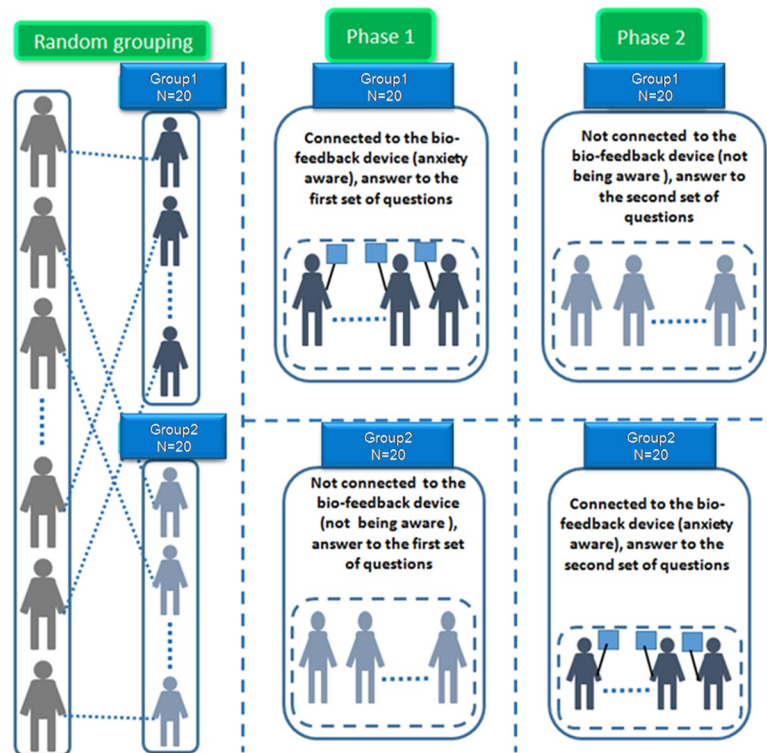 Random grouping
Group1
N=20
Group2
N=20
Phase 1
Group1
N=20
Connected to the bio-
feedback device (anxiety
aware), answer to the
first set of questions
Group2
N=20
Not connected to the
bio-feedback device
(not being aware ),
answer to the first set
of questions
Phase 2
Group1
N=20
Not connected to the
bio-feedback device (not
being aware ), answer to
the second set of
questions
Group2
N=20
Connected to the bio-
feedback device (anxiety
aware), answer to the
second set of questions